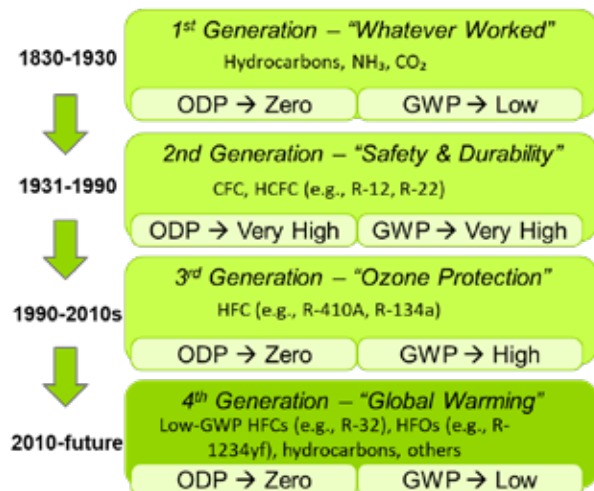 1830-1930
1st Generation – “Whatever Worked”
Hydrocarbons, NH₃, CO₂
ODP → Zero
GWP → Low
1931-1990
2nd Generation – “Safety & Durability”
CFC, HCFC (e.g., R-12, R-22)
ODP → Very High
GWP → Very High
1990-2010s
3rd Generation – “Ozone Protection”
HFC (e.g., R-410A, R-134a)
ODP → Zero
GWP → High
2010-future
4th Generation – “Global Warming”
Low-GWP HFCs (e.g., R-32), HFOs (e.g., R-
1234yf), hydrocarbons, others
ODP → Zero
GWP → Low